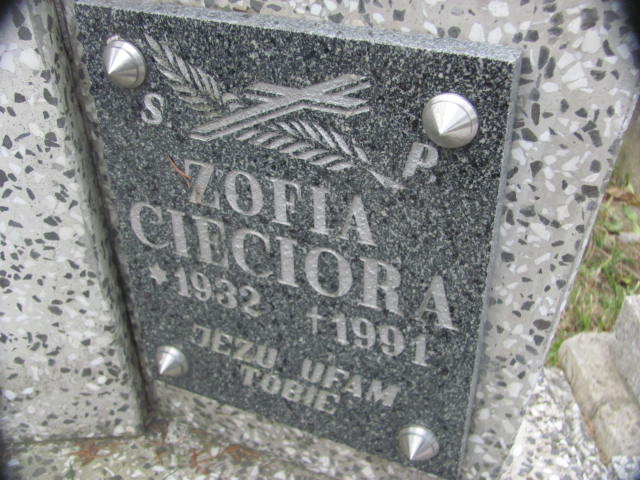 S P
ZOFIA
CIECIORA
* 1932 + 1991
JEZU UFAM
TOBIE